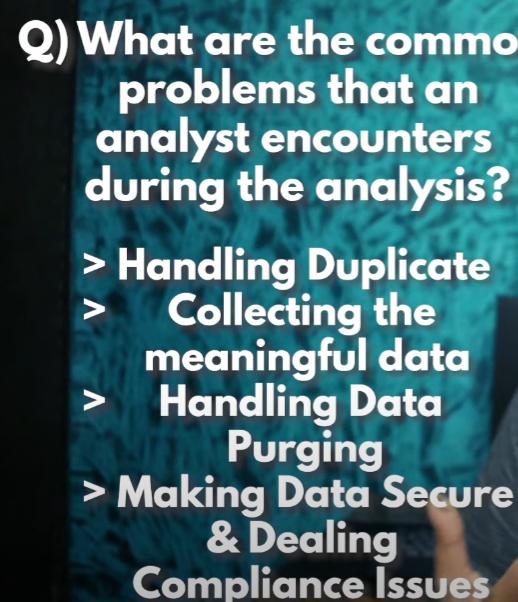 Q) What are the commo
problems that an
analyst encounters
during the analysis?
> Handling Duplicate
> Collecting the
meaningful data
> Handling Data
Purging
> Making Data Secure
& Dealing
Compliance Issues